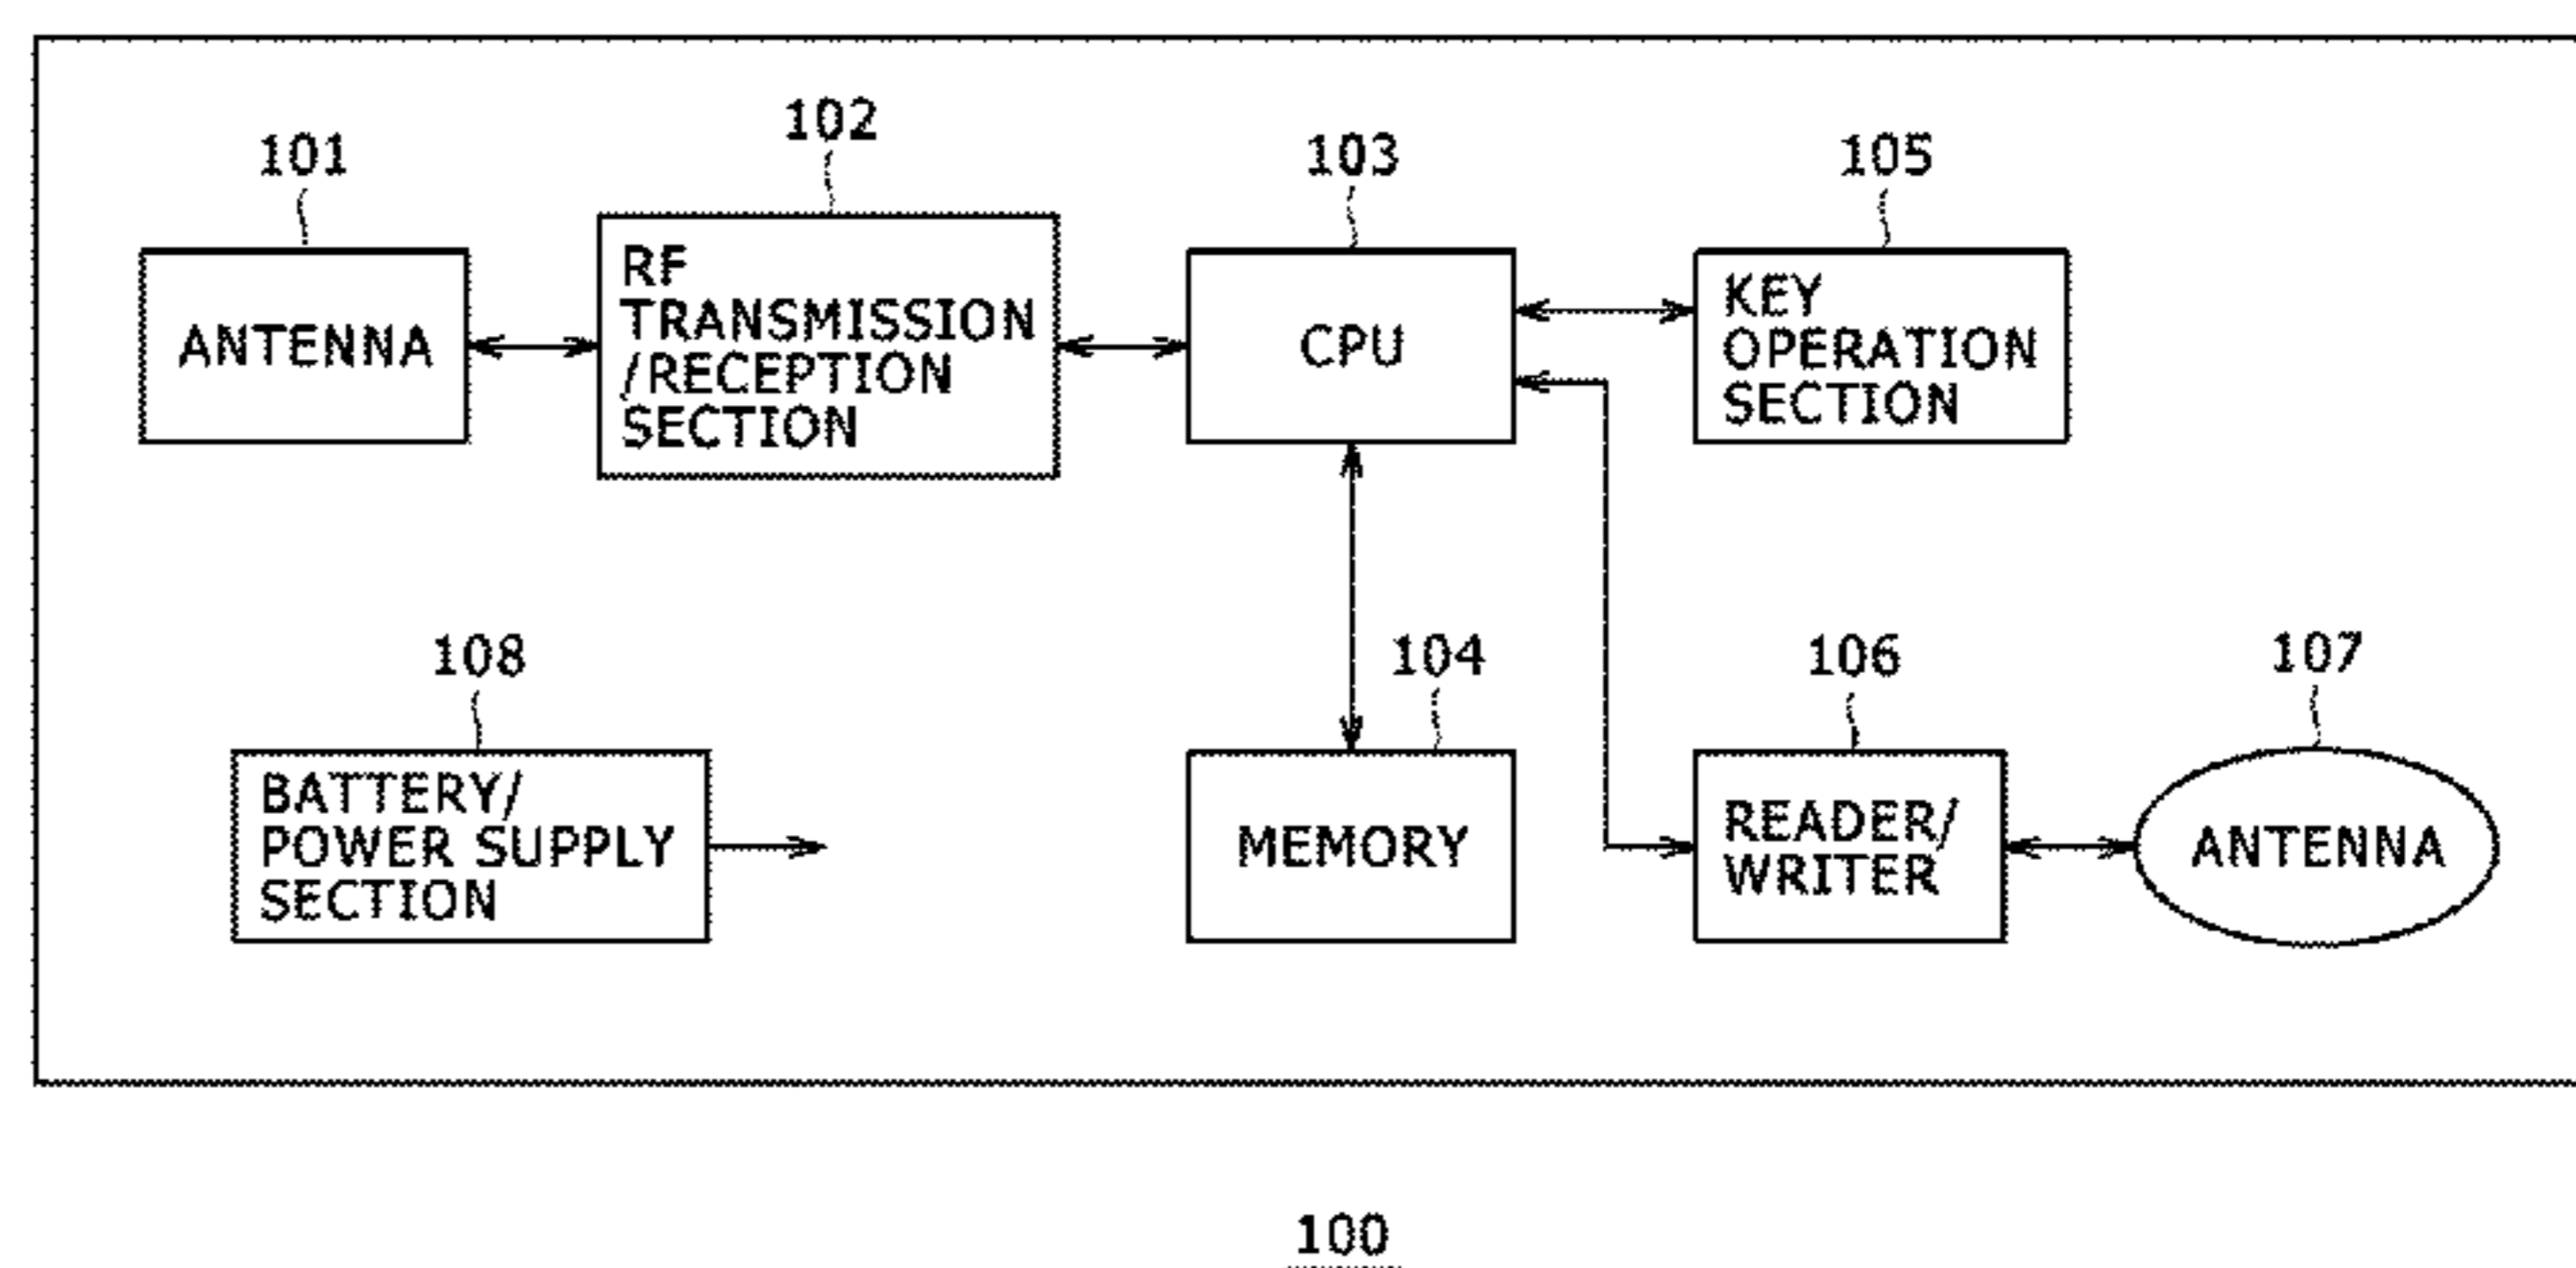 101
102
103
105
ANTENNA
RF
TRANSMISSION
/RECEPTION
SECTION
CPU
KEY
OPERATION
SECTION
108
104
106
107
BATTERY/
POWER SUPPLY
SECTION
MEMORY
READER/
WRITER
ANTENNA
100